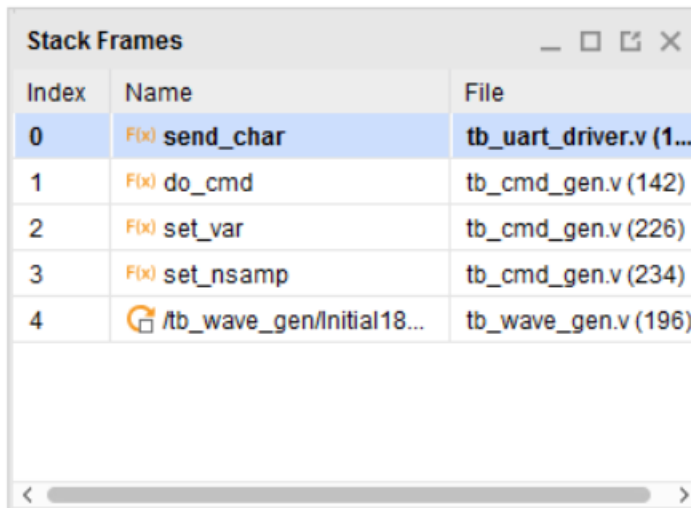 Stack Frames
Index Name File
0 F(x) send_char tb_uart_driver.v (1...
1 F(x) do_cmd tb_cmd_gen.v (142)
2 F(x) set_var tb_cmd_gen.v (226)
3 F(x) set_nsamp tb_cmd_gen.v (234)
4 /tb_wave_gen/Initial18... tb_wave_gen.v (196)